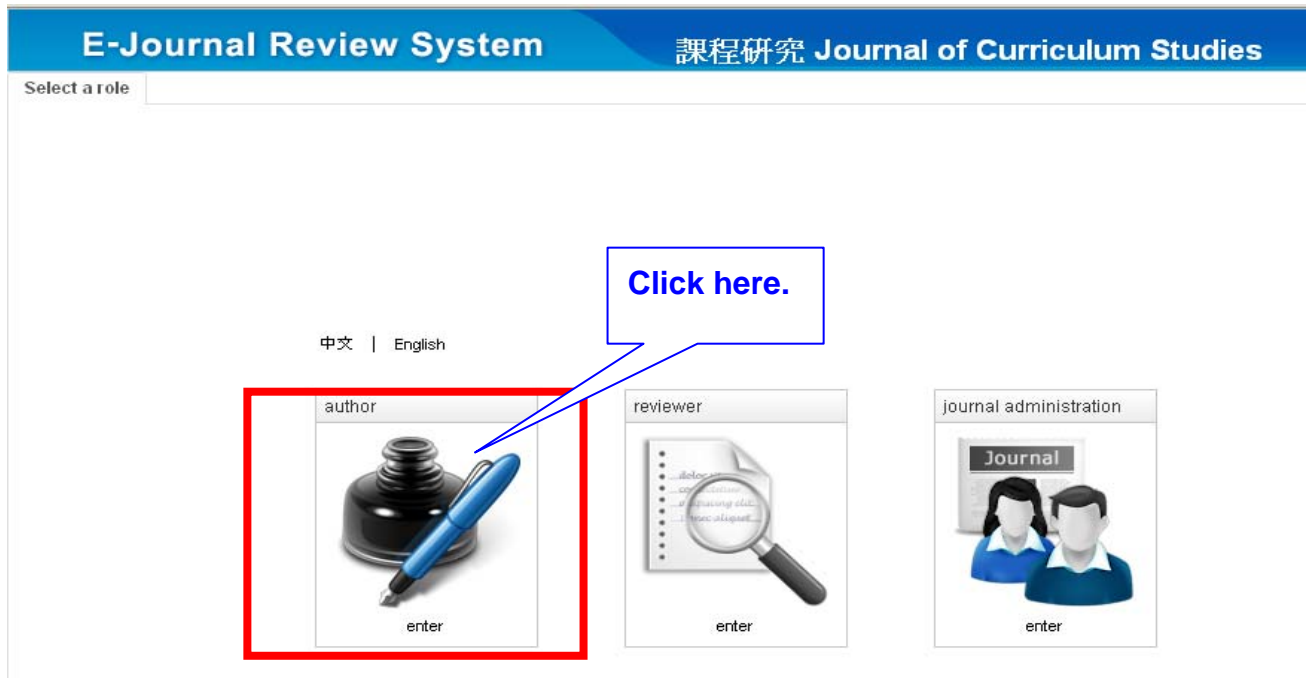 E-Journal Review System
課程研究 Journal of Curriculum Studies
Select a role
Click here.
中文 | English
author
reviewer
journal administration
Journal
enter
enter
enter